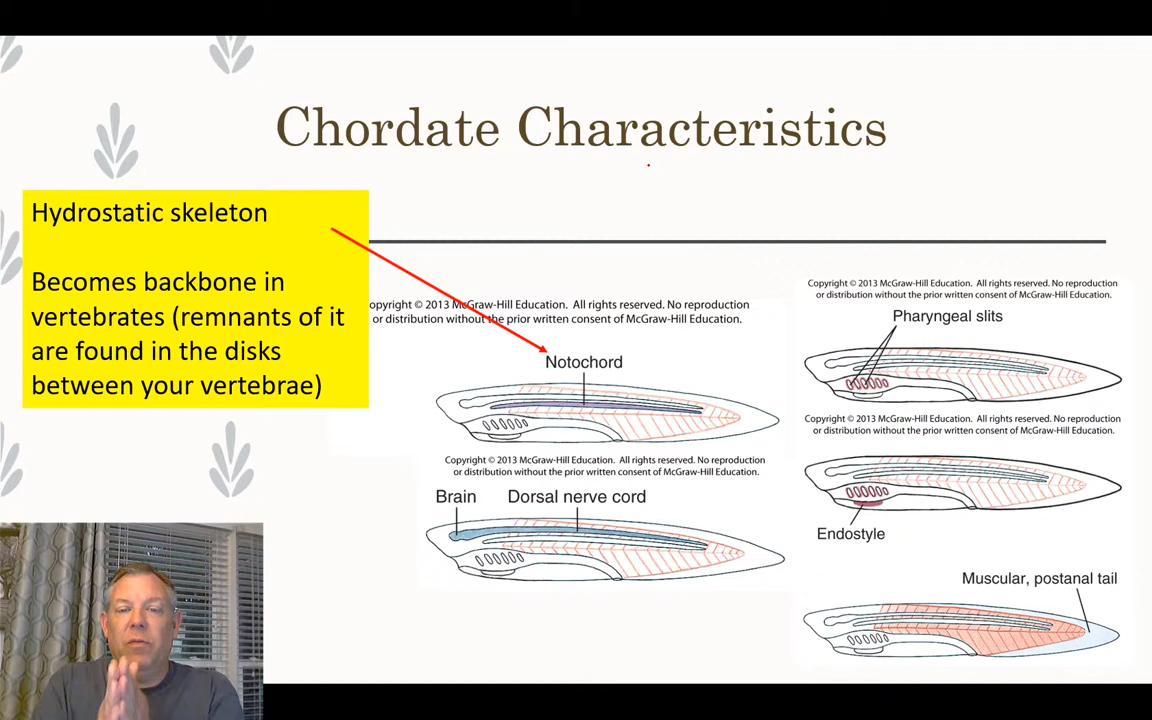 Chordate Characteristics
Hydrostatic skeleton
Becomes backbone in
vertebrates (remnants of it
are found in the disks
between your vertebrae)
opyright © 2013 McGraw-Hill Education. All rights reserved. No reproduction
or distribution without the prior written consent of McGraw-Hill Education.
Notochord
Copyright © 2013 McGraw-Hill Education. All rights reserved. No reproduction
or distribution without the prior written consent of McGraw-Hill Education.
Brain
Dorsal nerve cord
Copyright © 2013 McGraw-Hill Education. All rights reserved. No reproduction
or distribution without the prior written consent of McGraw-Hill Education.
Pharyngeal slits
Copyright © 2013 McGraw-Hill Education. All rights reserved. No reproduction
or distribution without the prior written consent of McGraw-Hill Education.
Endostyle
Muscular, postanal tail